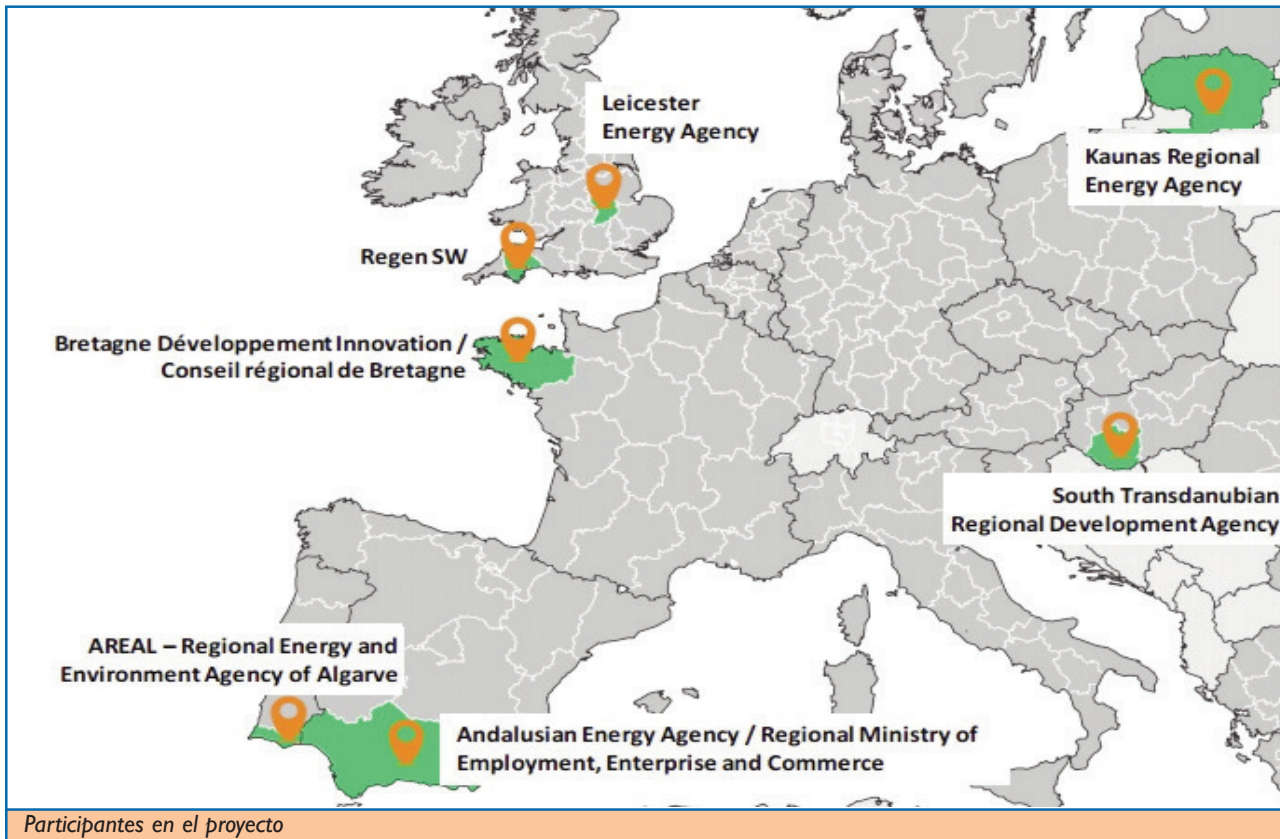 Leicester
Energy Agency
Kaunas Regional
Energy Agency
Regen SW
Bretagne Développement Innovation /
Conseil régional de Bretagne
South Transdanubian
Regional Development Agency
AREAL – Regional Energy and
Environment Agency of Algarve
Andalusian Energy Agency / Regional Ministry of
Employment, Enterprise and Commerce
Participantes en el proyecto